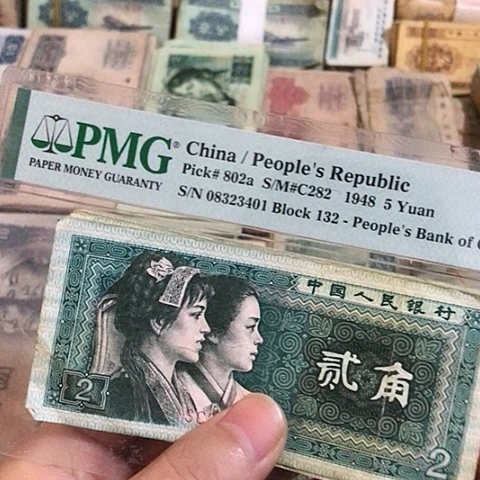 PMG®
PAPER MONEY GUARANTY
China / People's Republic
Pick# 802a S/M#C282 1948 5 Yuan
S/N 08323401 Block 132 - People's Bank of
中国人民银行
贰角
2
2